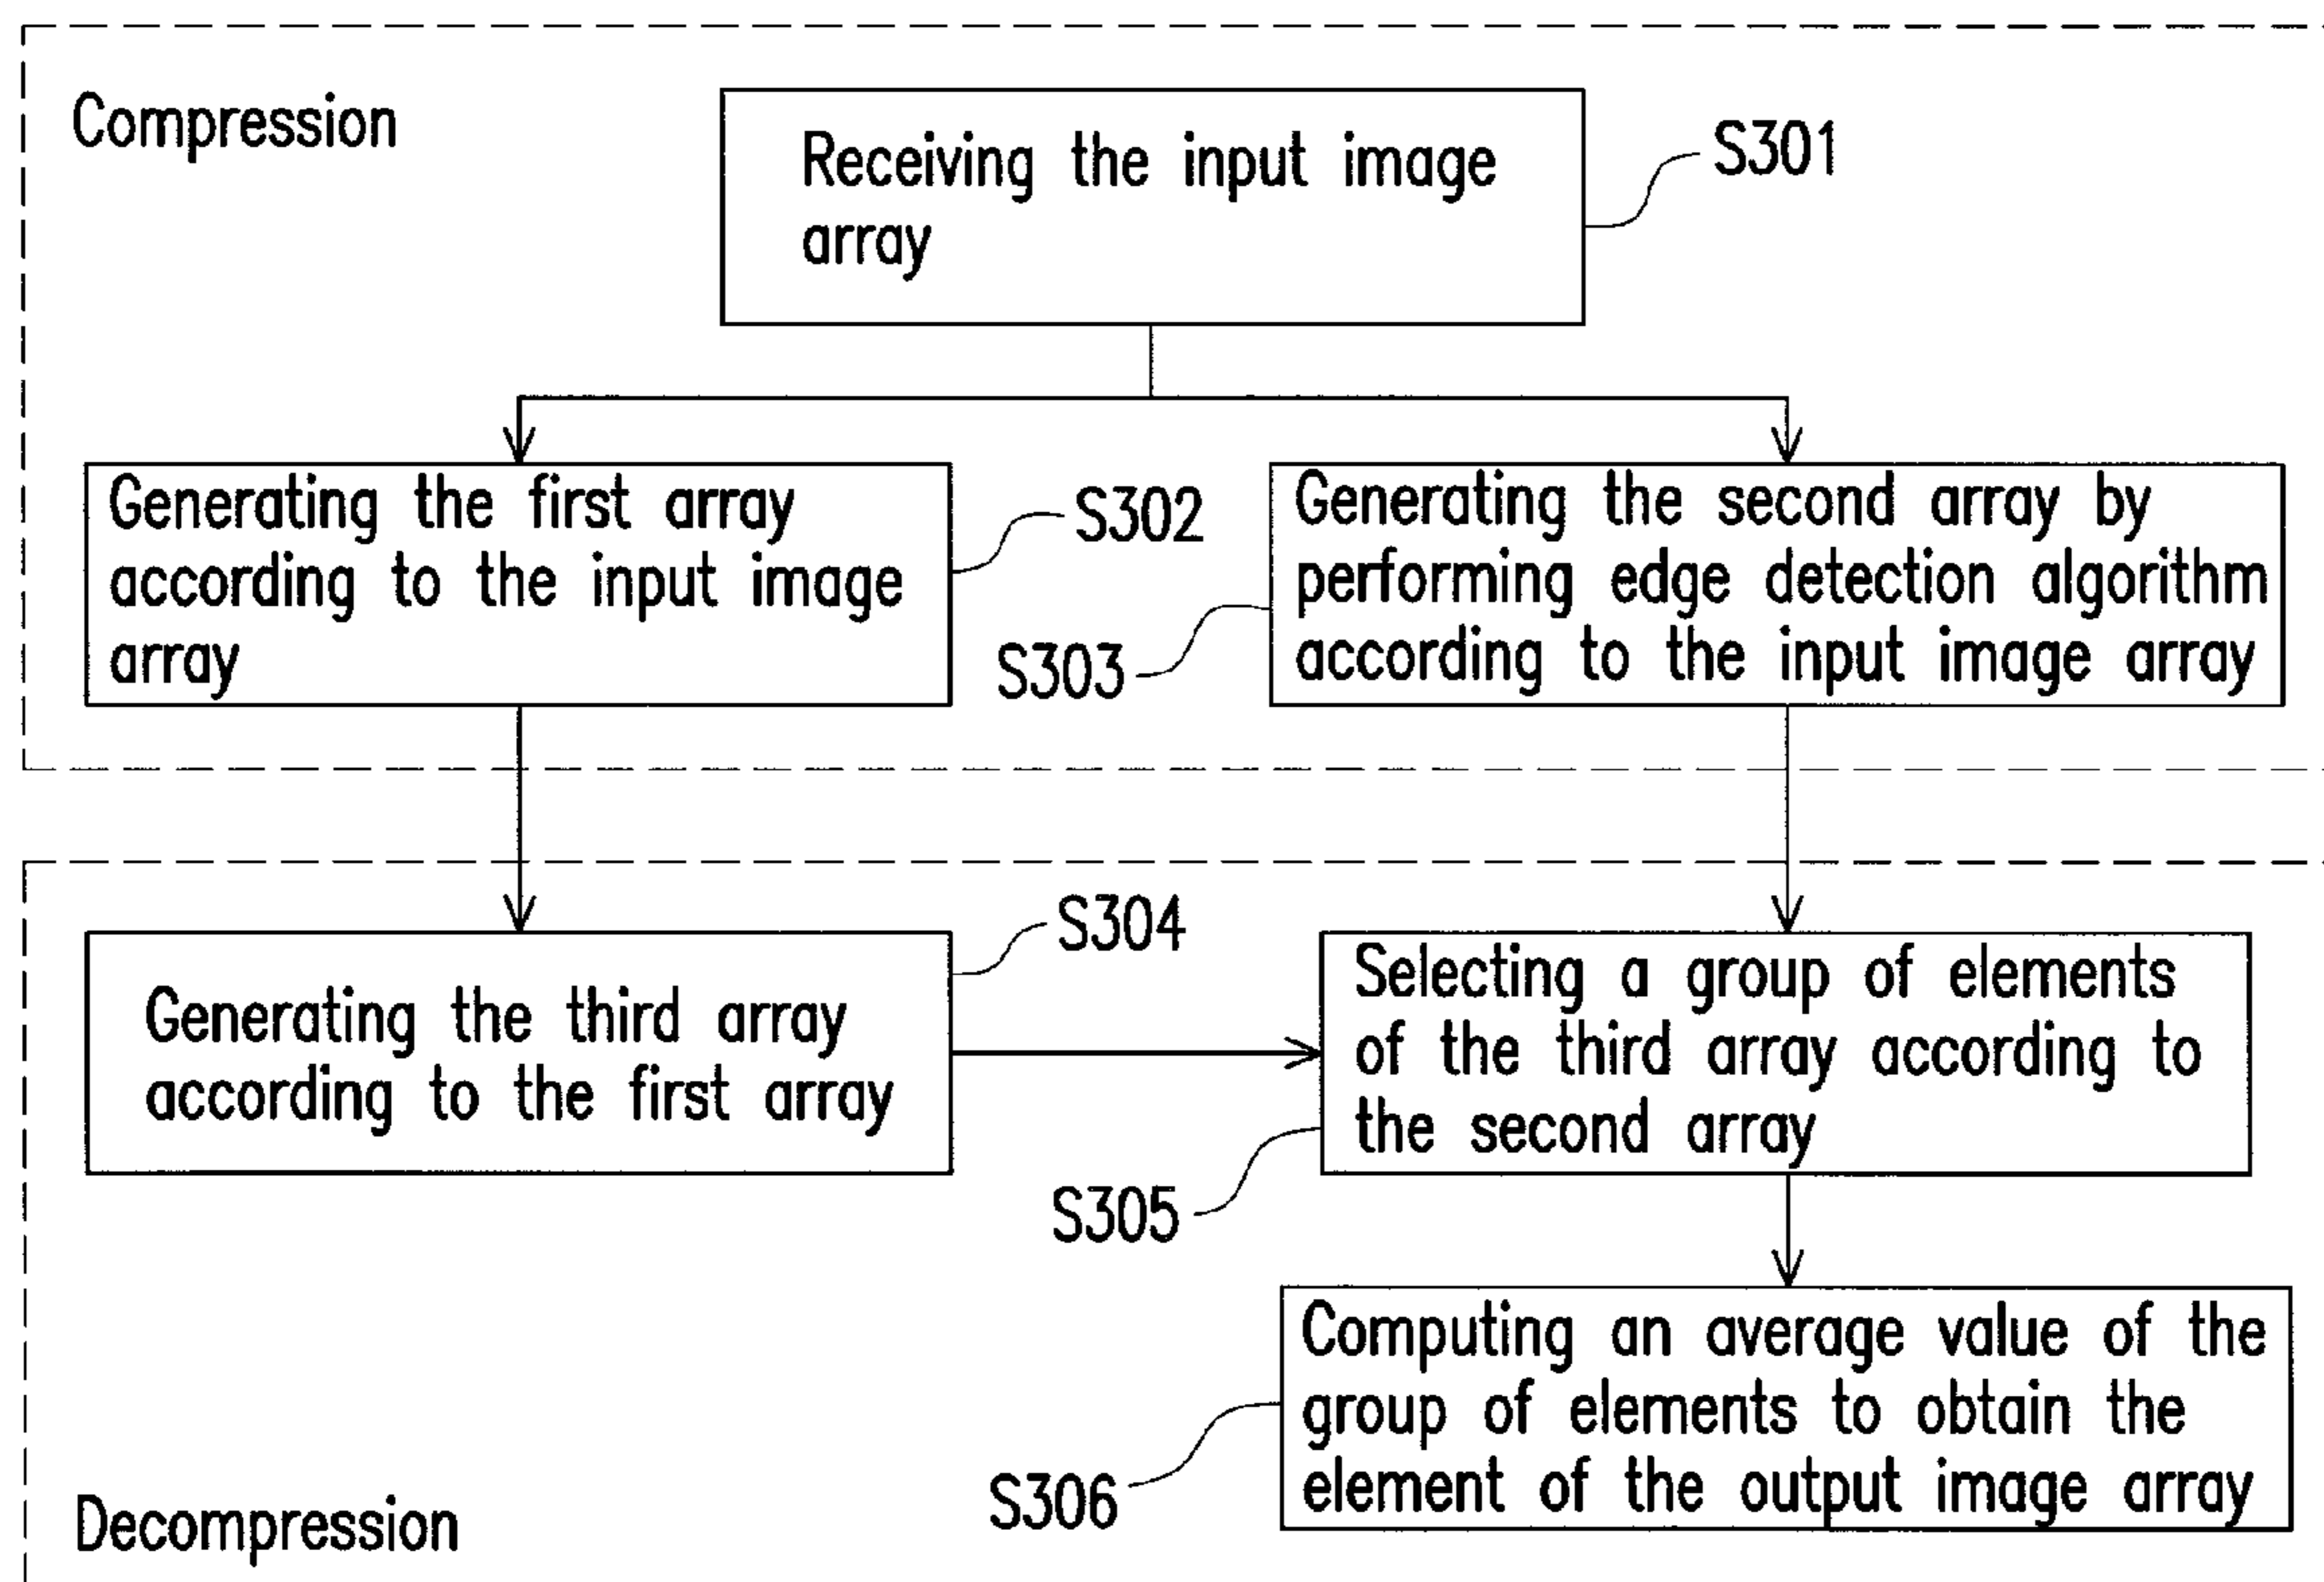 Compression
Receiving the input image
array
S301
Generating the first array
according to the input image
array
S302
Generating the second array by
performing edge detection algorithm
according to the input image array
S303
Generating the third array
according to the first array
S304
Selecting a group of elements
of the third array according to
the second array
S305
Computing an average value of the
group of elements to obtain the
element of the output image array
S306
Decompression